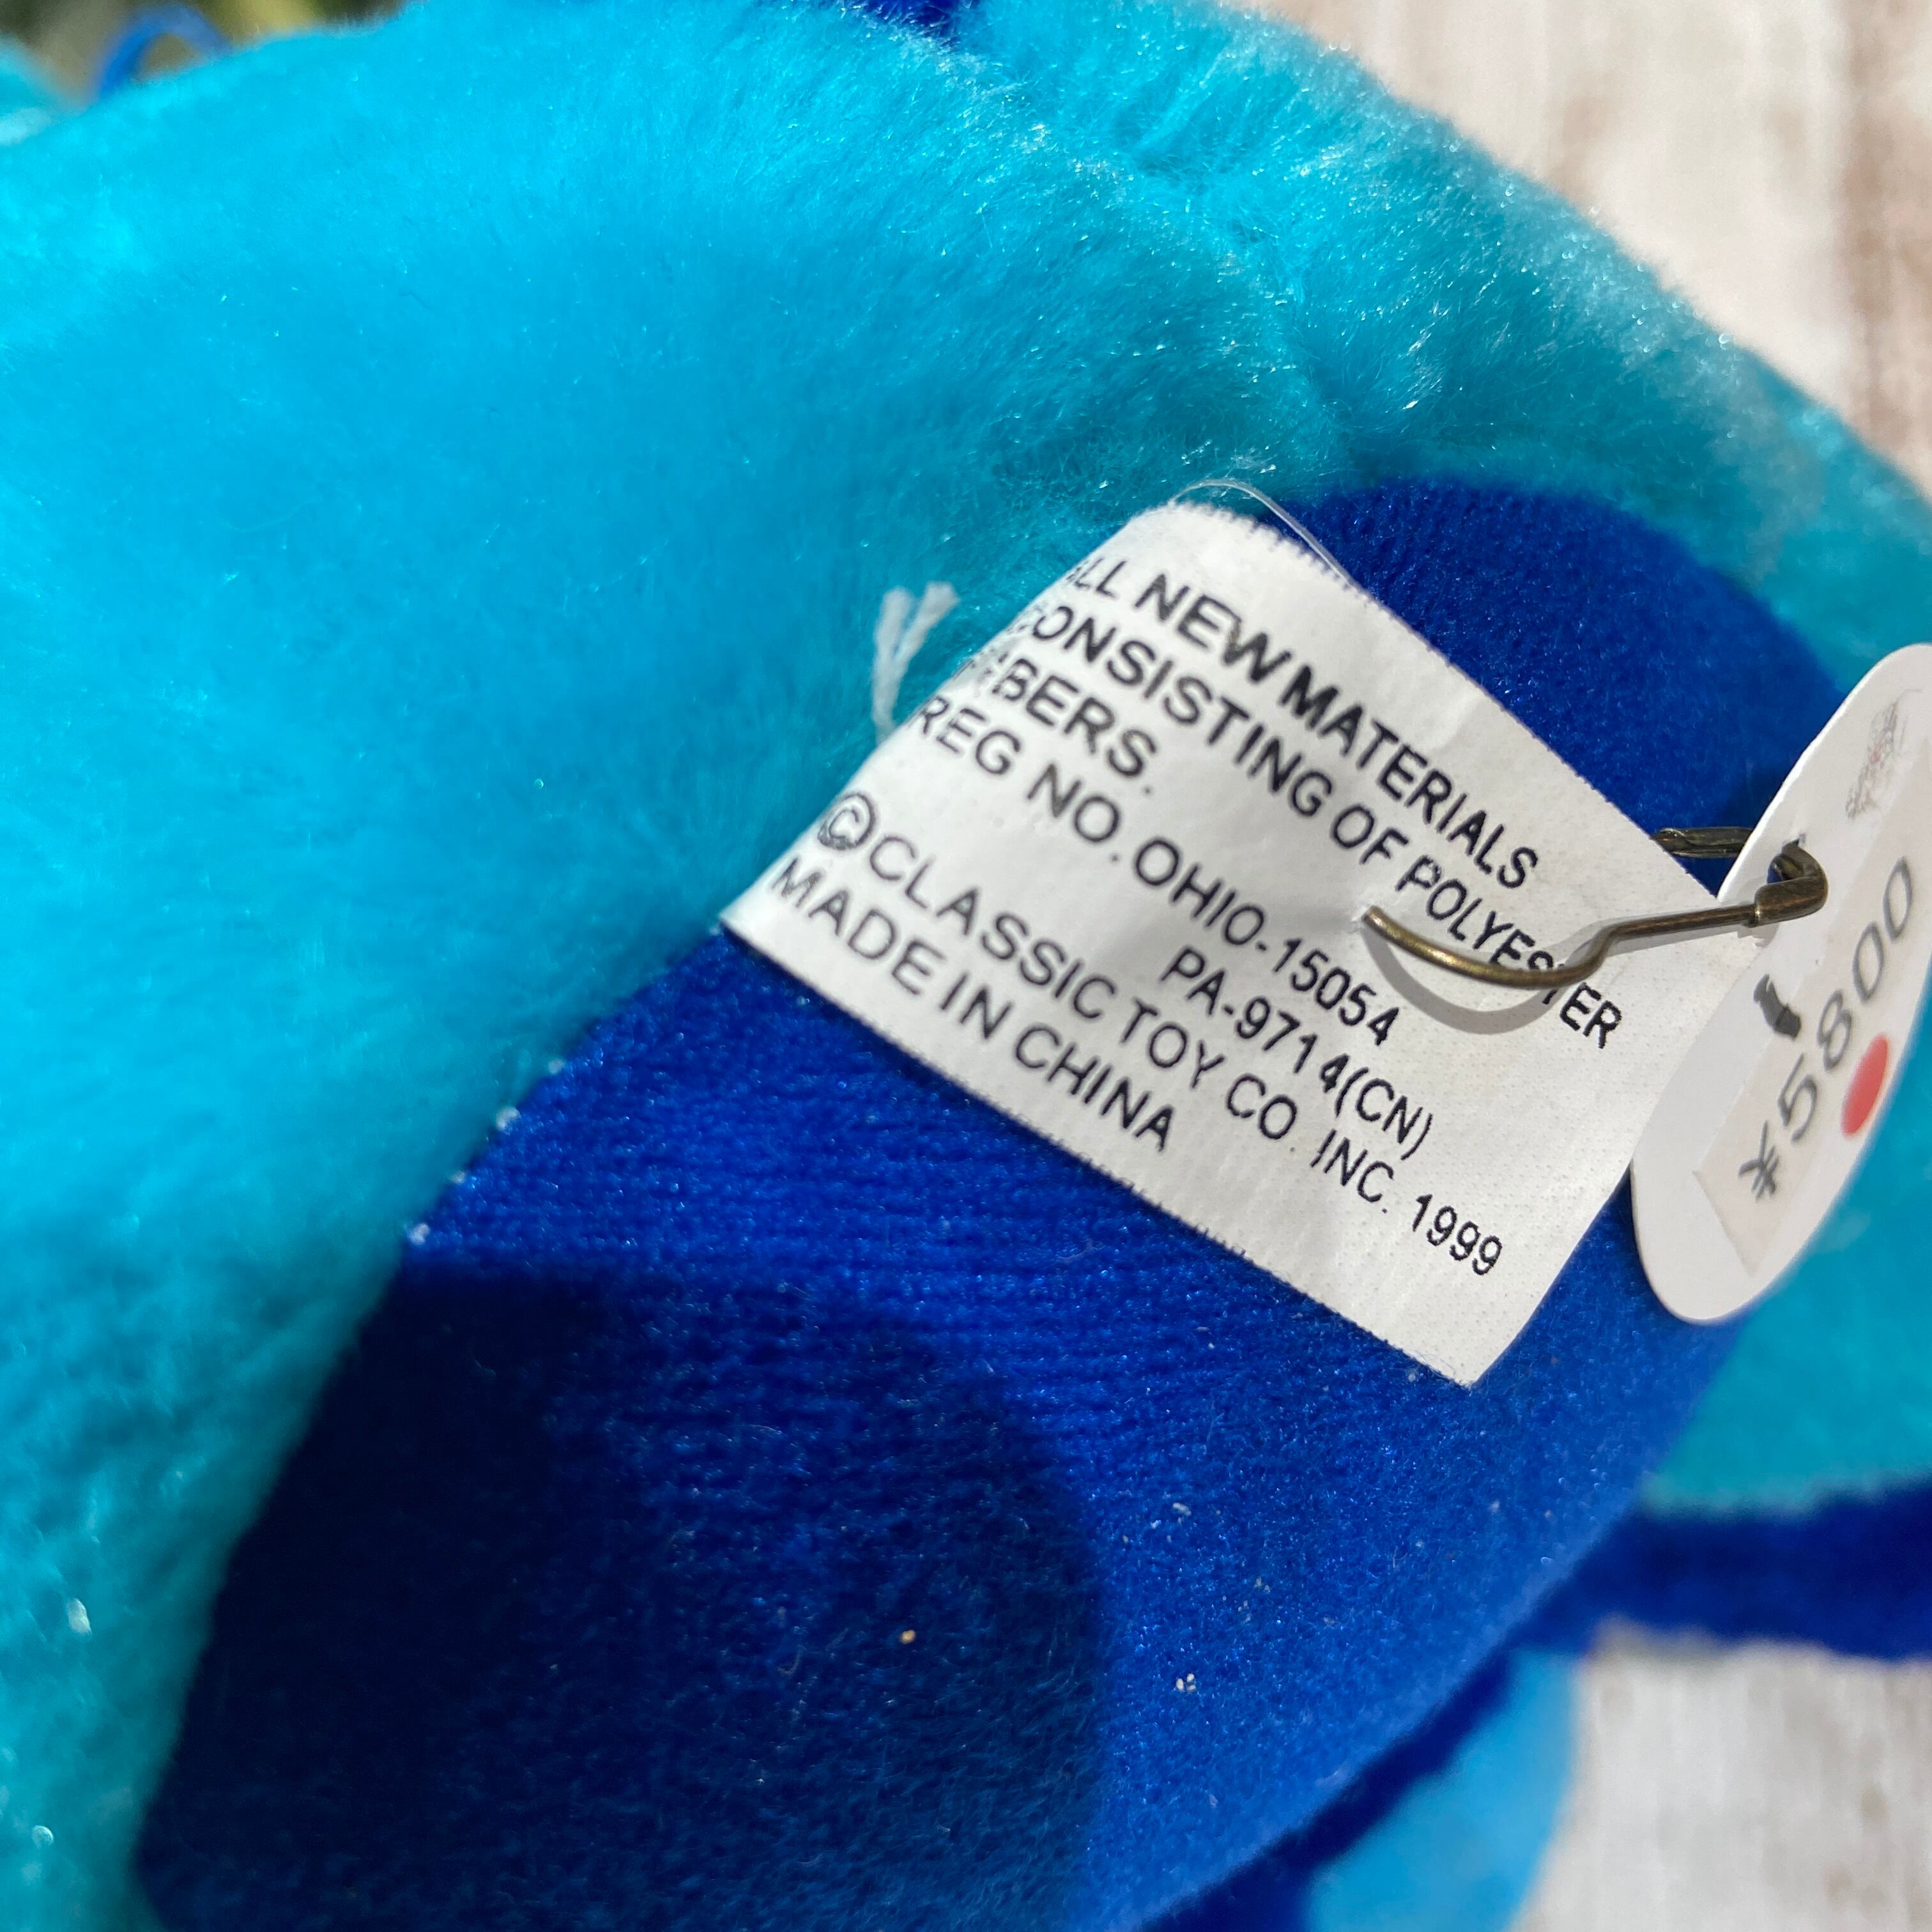 ALL NEW MATERIALS
CONSISTING OF POLYESTER
FIBERS.
REG NO. OHIO-15054
PA-9714(CN)
©CLASSIC TOY CO. INC. 1999
MADE IN CHINA
¥5800